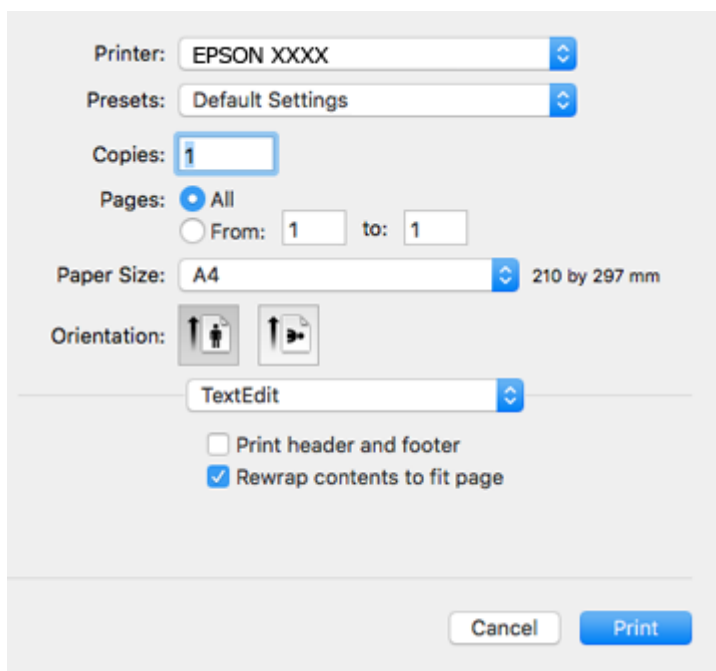 Printer: EPSON XXXX
Presets: Default Settings
Copies: 1
Pages: All
From: 1 to: 1
Paper Size: A4 210 by 297 mm
Orientation:
TextEdit
Print header and footer
Rewrap contents to fit page
Cancel Print